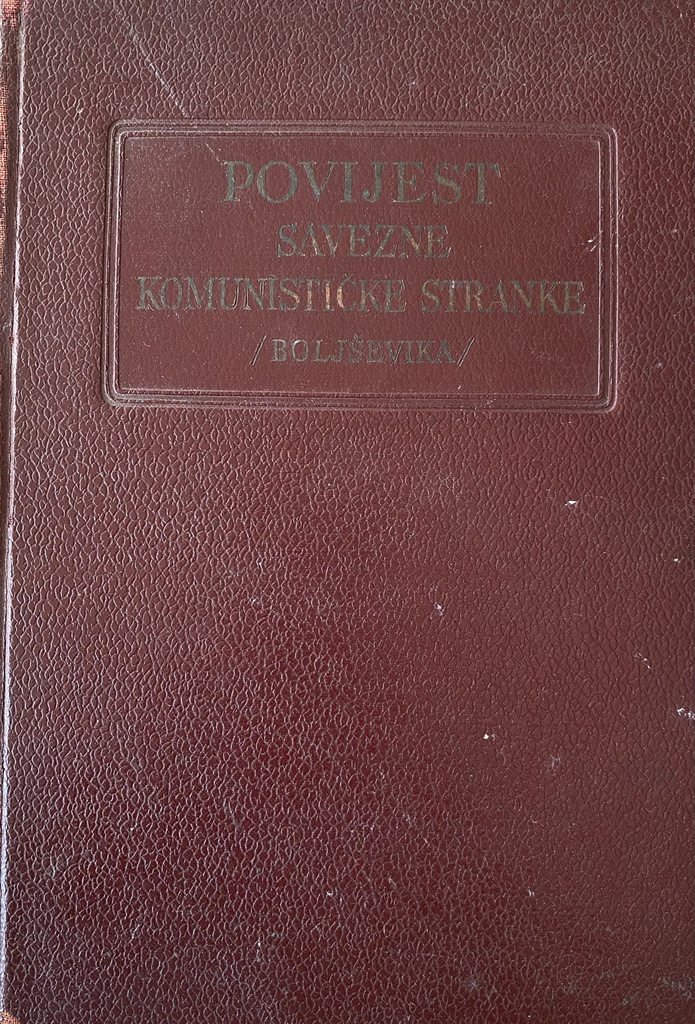 POVIJEST
SAVEZNE
KOMUNISTIČKE STRANKE
/BOLJŠEVIKA/